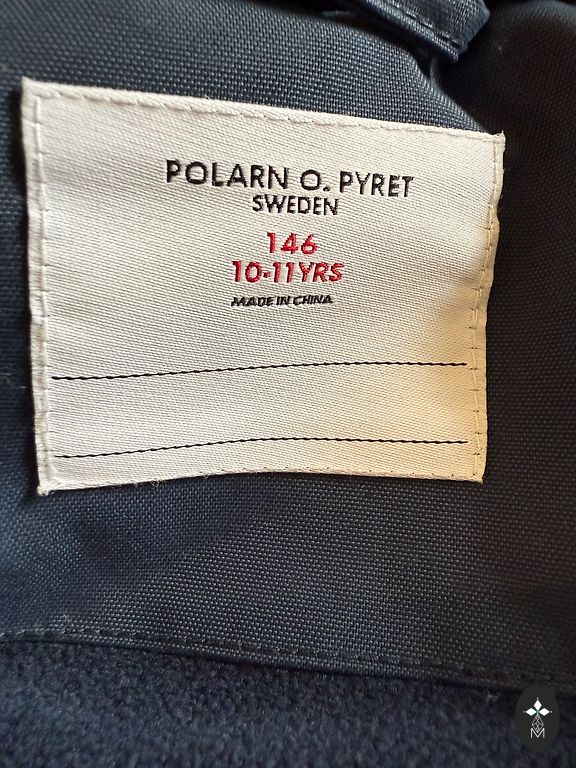 POLARN O. PYRET
SWEDEN
146
10-11YRS
MADE IN CHINA
M